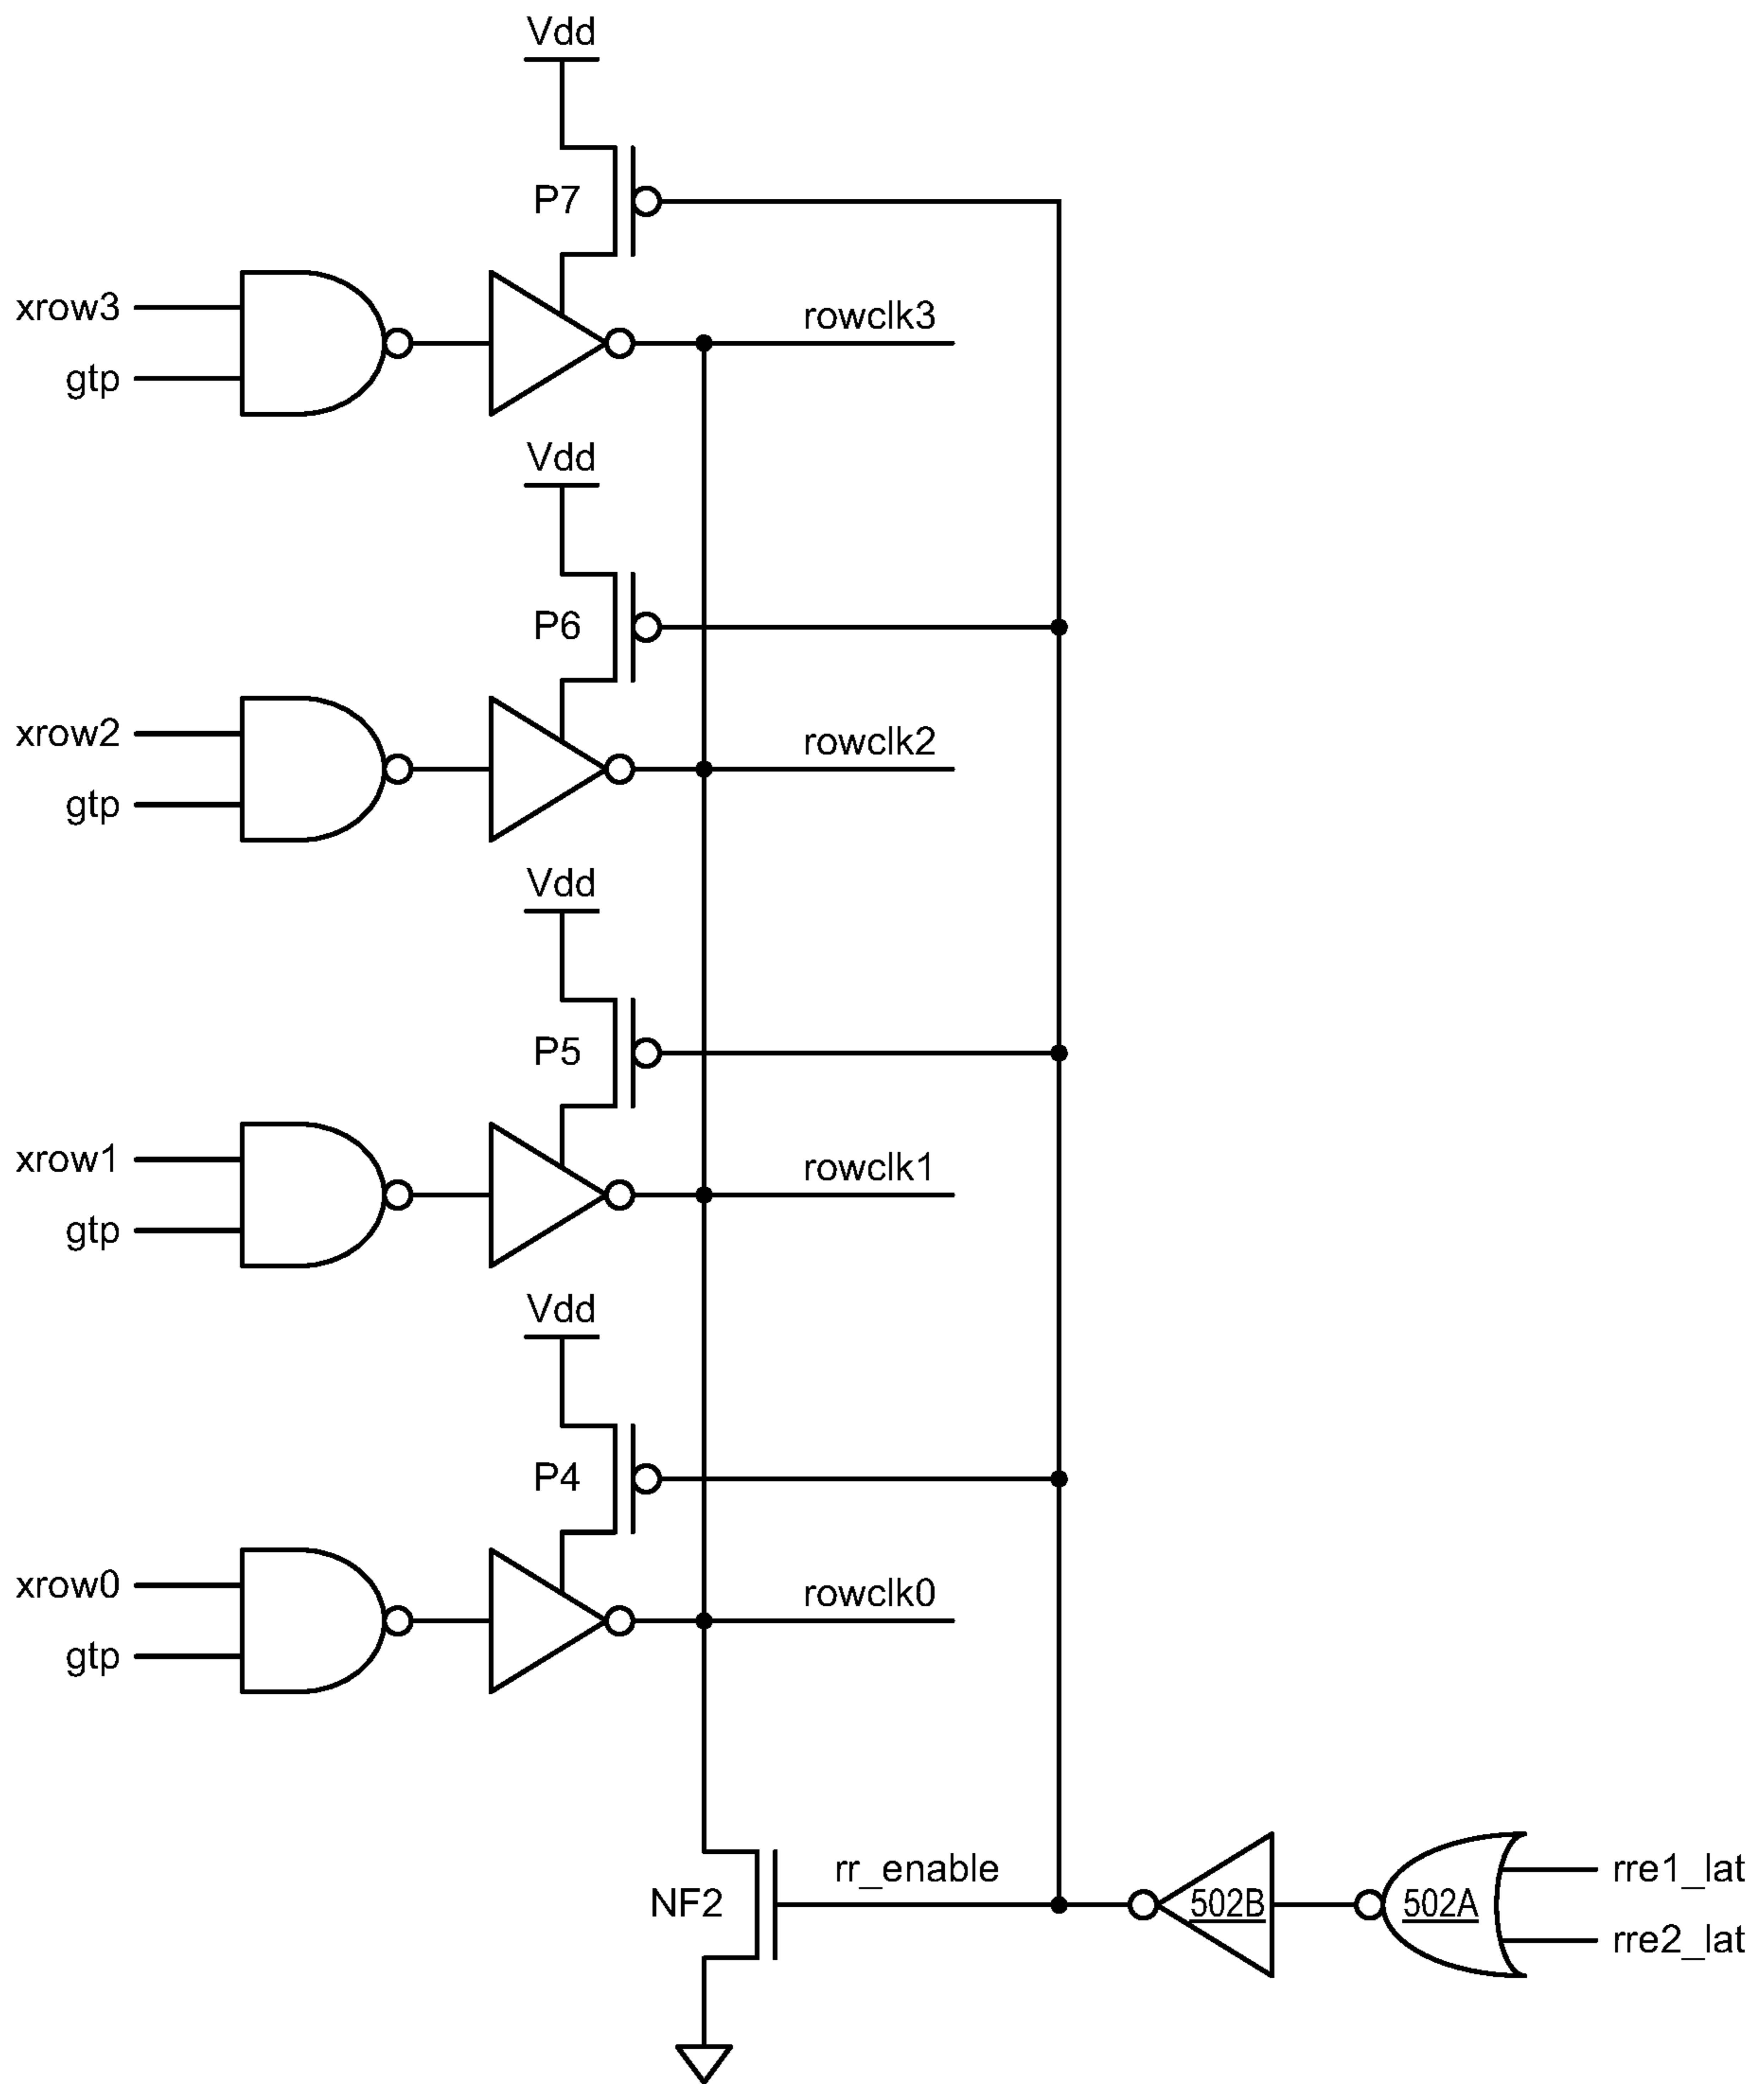 Vdd
P7
xrow3
rowclk3
gtp
Vdd
P6
xrow2
rowclk2
gtp
Vdd
P5
xrow1
rowclk1
gtp
Vdd
P4
xrow0
rowclk0
gtp
rr_enable
rre1_lat
NF2
502B
502A
rre2_lat